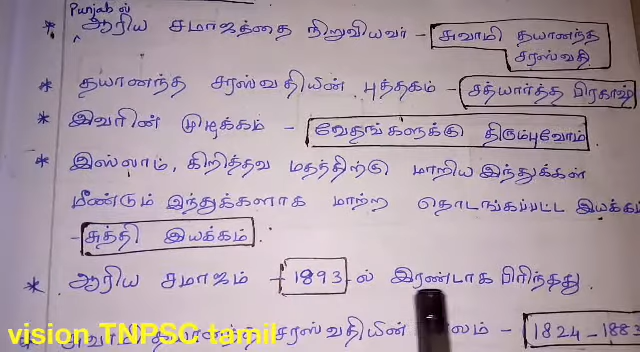 Punjab ல்
* ஆரிய சமாஜத்தை நிறுவியவர் - சுவாமி தயானந்த
சரஸ்வதி
* தயானந்த சரஸ்வதியின் புத்தகம் - சத்யார்த்த பிரகாஷ்
* இவரின் முழக்கம் - வேதங்களுக்கு திரும்புவோம்
* இஸ்லாம், கிறித்தவ மதத்திற்கு மாறிய இந்துக்கள்
மீண்டும் இந்துக்களாக மாற்ற தொடங்கப்பட்ட இயக்கம்
- சுத்தி இயக்கம்.
* ஆரிய சமாஜம் - 1893 -ல் இரண்டாக பிரிந்தது.
சரஸ்வதியின் - 1824 - 1883
vision TNPSC tamil